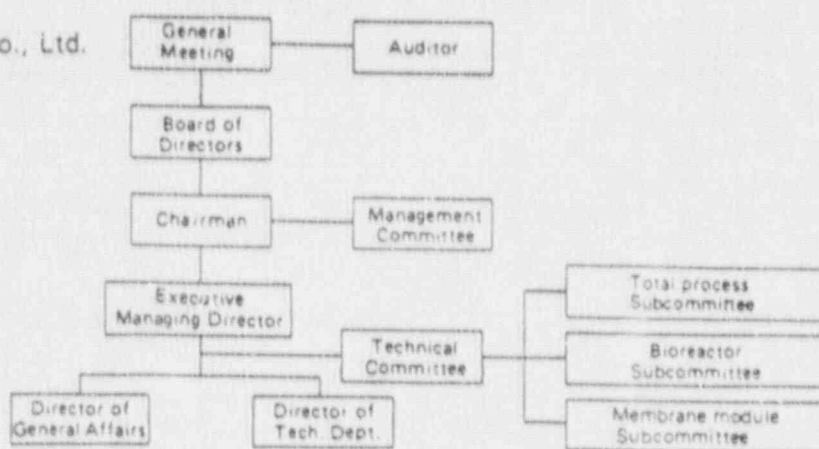 o., Ltd.
General
Meeting
Auditor
Board of
Directors
Chairman
Management
Committee
Executive
Managing Director
Technical
Committee
Total process
Subcommittee
Bioreactor
Subcommittee
Membrane module
Subcommittee
Director of
General Affairs
Director of
Tech. Dept.